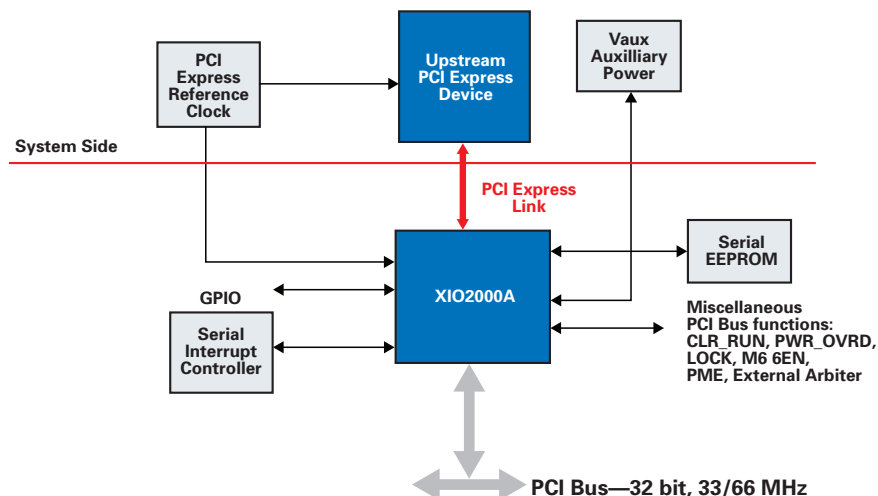 PCI
Express
Reference
Clock
Upstream
PCI Express
Device
Vaux
Auxilliary
Power
System Side
PCI Express
Link
XIO2000A
Serial
EEPROM
GPIO
Serial
Interrupt
Controller
Miscellaneous
PCI Bus functions:
CLR_RUN, PWR_OVRD,
LOCK, M6 6EN,
PME, External Arbiter
PCI Bus—32 bit, 33/66 MHz